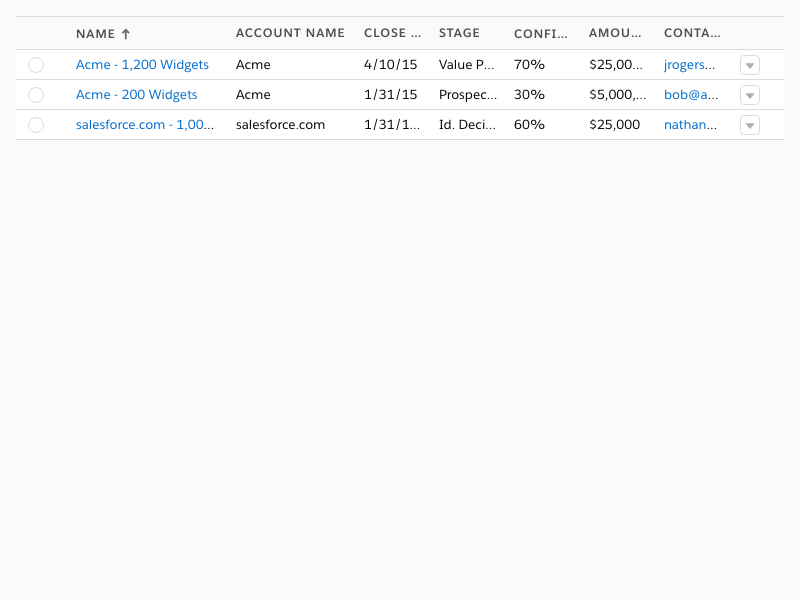 NAME ↑ ACCOUNT NAME CLOSE ... STAGE CONFI... AMOU... CONTA...
Acme - 1,200 Widgets Acme 4/10/15 Value P... 70% $25,00... jrogers...
Acme - 200 Widgets Acme 1/31/15 Prospec... 30% $5,000,... bob@a...
salesforce.com - 1,00... salesforce.com 1/31/1... Id. Deci... 60% $25,000 nathan...